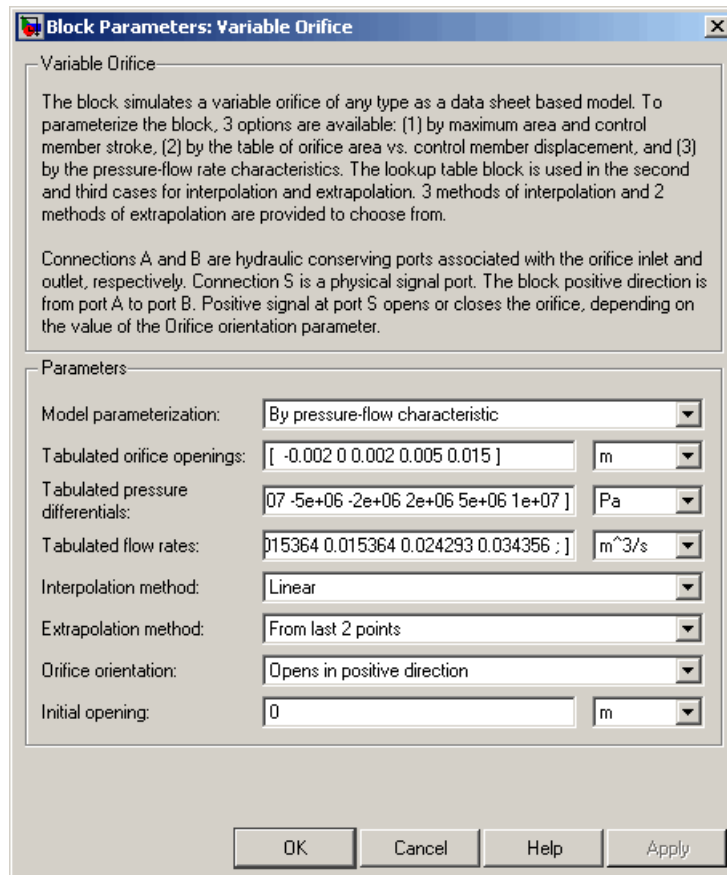 Block Parameters: Variable Orifice
Variable Orifice
The block simulates a variable orifice of any type as a data sheet based model. To
parameterize the block, 3 options are available: (1) by maximum area and control
member stroke, (2) by the table of orifice area vs. control member displacement, and (3)
by the pressure-flow rate characteristics. The lookup table block is used in the second
and third cases for interpolation and extrapolation. 3 methods of interpolation and 2
methods of extrapolation are provided to choose from.
Connections A and B are hydraulic conserving ports associated with the orifice inlet and
outlet, respectively. Connection S is a physical signal port. The block positive direction is
from port A to port B. Positive signal at port S opens or closes the orifice, depending on
the value of the Orifice orientation parameter.
Parameters
Model parameterization: By pressure-flow characteristic
Tabulated orifice openings: [ -0.002 0 0.002 0.005 0.015 ] m
Tabulated pressure
differentials: 07 -5e+06 -2e+06 2e+06 5e+06 1e+07 ] Pa
Tabulated flow rates: 015364 0.015364 0.024293 0.034356 ; ] m^3/s
Interpolation method: Linear
Extrapolation method: From last 2 points
Orifice orientation: Opens in positive direction
Initial opening: 0 m
OK Cancel Help Apply